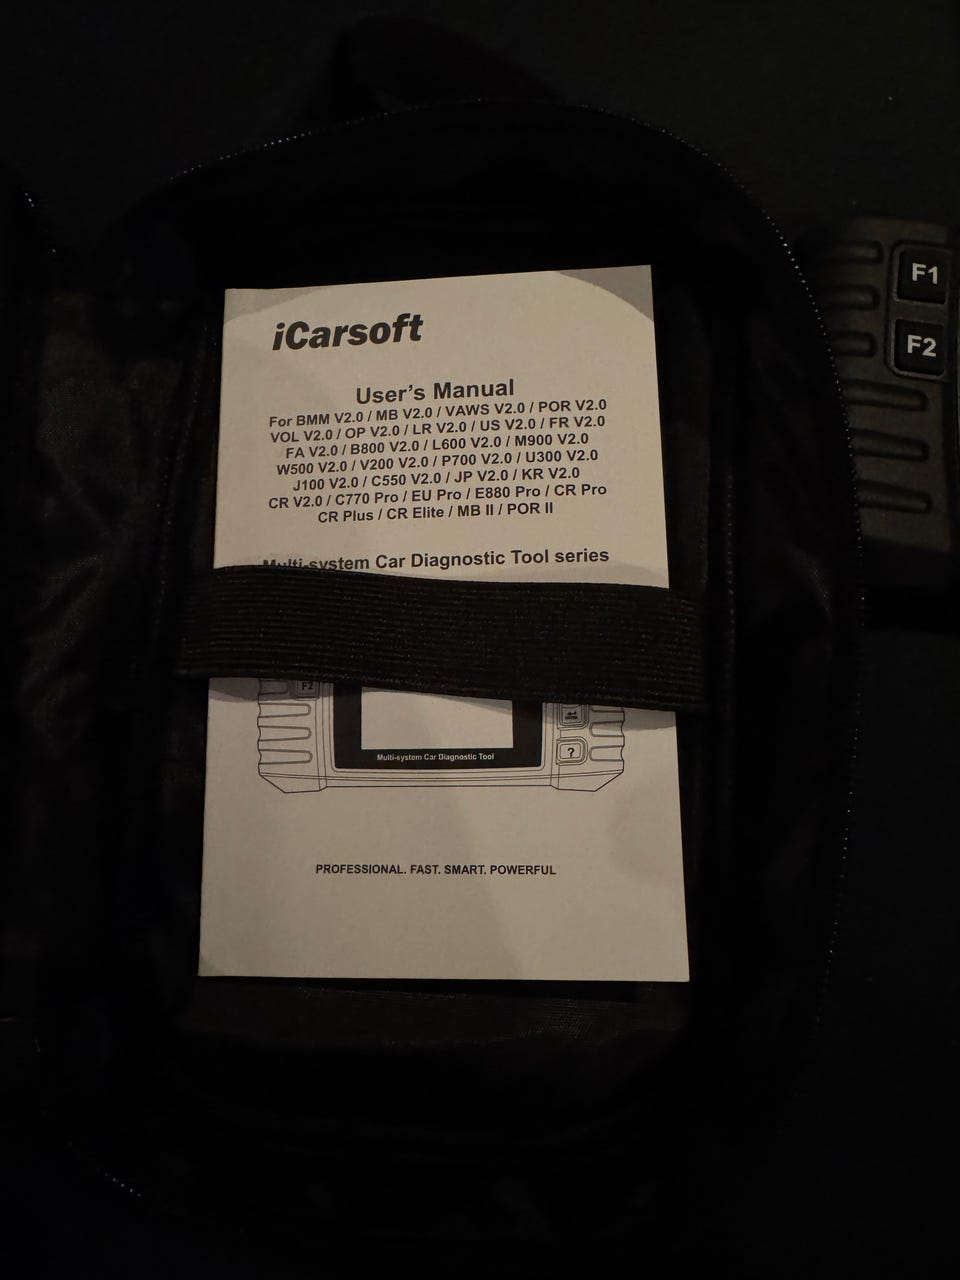 iCarsoft
User's Manual
For BMM V2.0 / MB V2.0 / VAWS V2.0 / POR V2.0
VOL V2.0 / OP V2.0 / LR V2.0 / US V2.0 / FR V2.0
FA V2.0 / B800 V2.0 / L600 V2.0 / M900 V2.0
W500 V2.0 / V200 V2.0 / P700 V2.0 / U300 V2.0
J100 V2.0 / C550 V2.0 / JP V2.0 / KR V2.0
CR V2.0 / C770 Pro / EU Pro / E880 Pro / CR Pro
CR Plus / CR Elite / MB II / POR II
Multi-system Car Diagnostic Tool series
F2
?
Multi-system Car Diagnostic Tool
PROFESSIONAL. FAST. SMART. POWERFUL
F1
F2